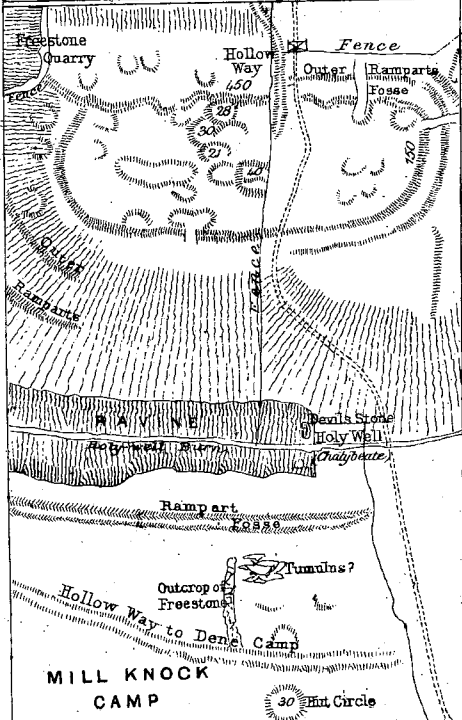 Freestone
Quarry
Hollow
Way
Fence
Outer Ramparts
Fosse
Fence
450
28
30
21
40
150
Outer
Ramparts
Fence
RAVINE
Holy well Burn
Devils Stone
Holy Well
(Chalybeate)
Rampart
Fosse
Tumulus?
Outcrop of
Freestone
Hollow Way to Dene Camp
MILL KNOCK
CAMP
30 Hut Circle